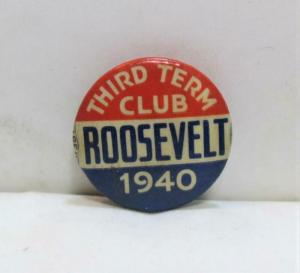 THIRD TERM
CLUB
ROOSEVELT
1940